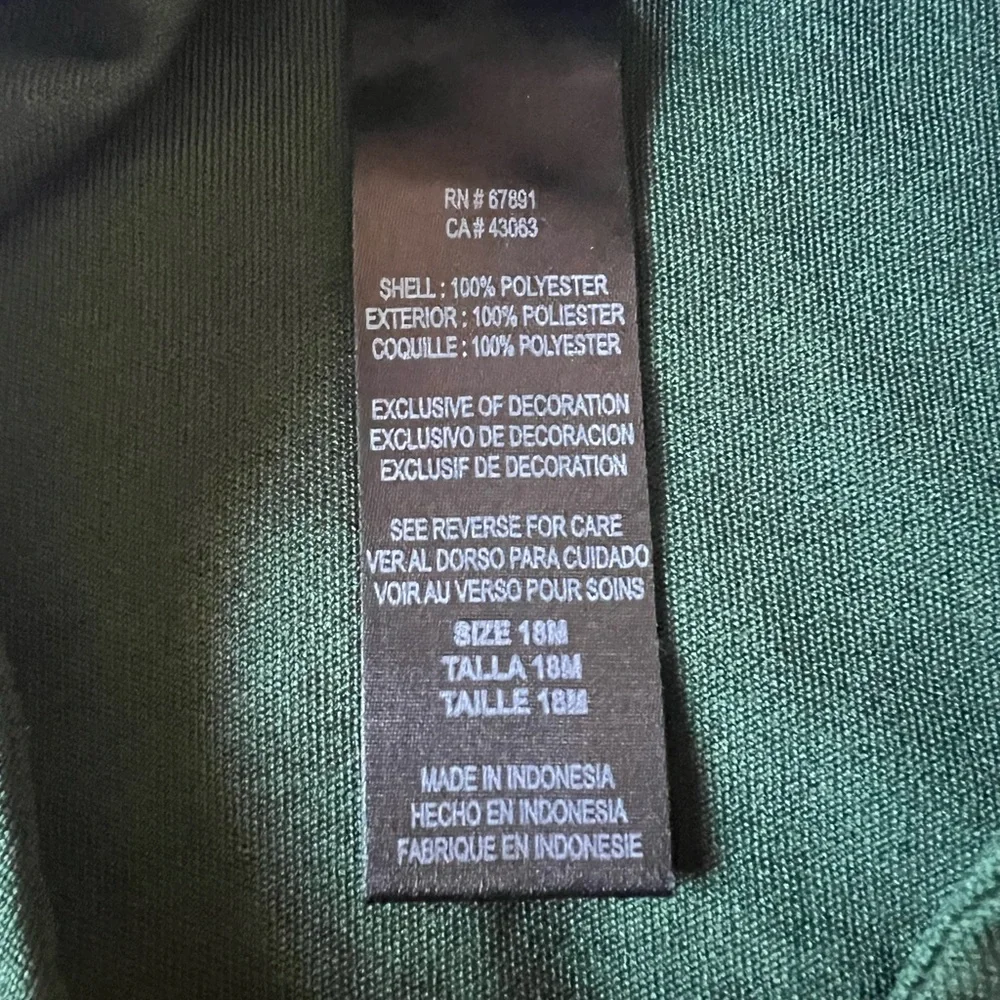 RN # 67891
CA # 43063
SHELL : 100% POLYESTER
EXTERIOR : 100% POLIESTER
COQUILLE : 100% POLYESTER
EXCLUSIVE OF DECORATION
EXCLUSIVO DE DECORACION
EXCLUSIF DE DECORATION
SEE REVERSE FOR CARE
VER AL DORSO PARA CUIDADO
VOIR AU VERSO POUR SOINS
SIZE 18M
TALLA 18M
TAILLE 18M
MADE IN INDONESIA
HECHO EN INDONESIA
FABRIQUE EN INDONESIE